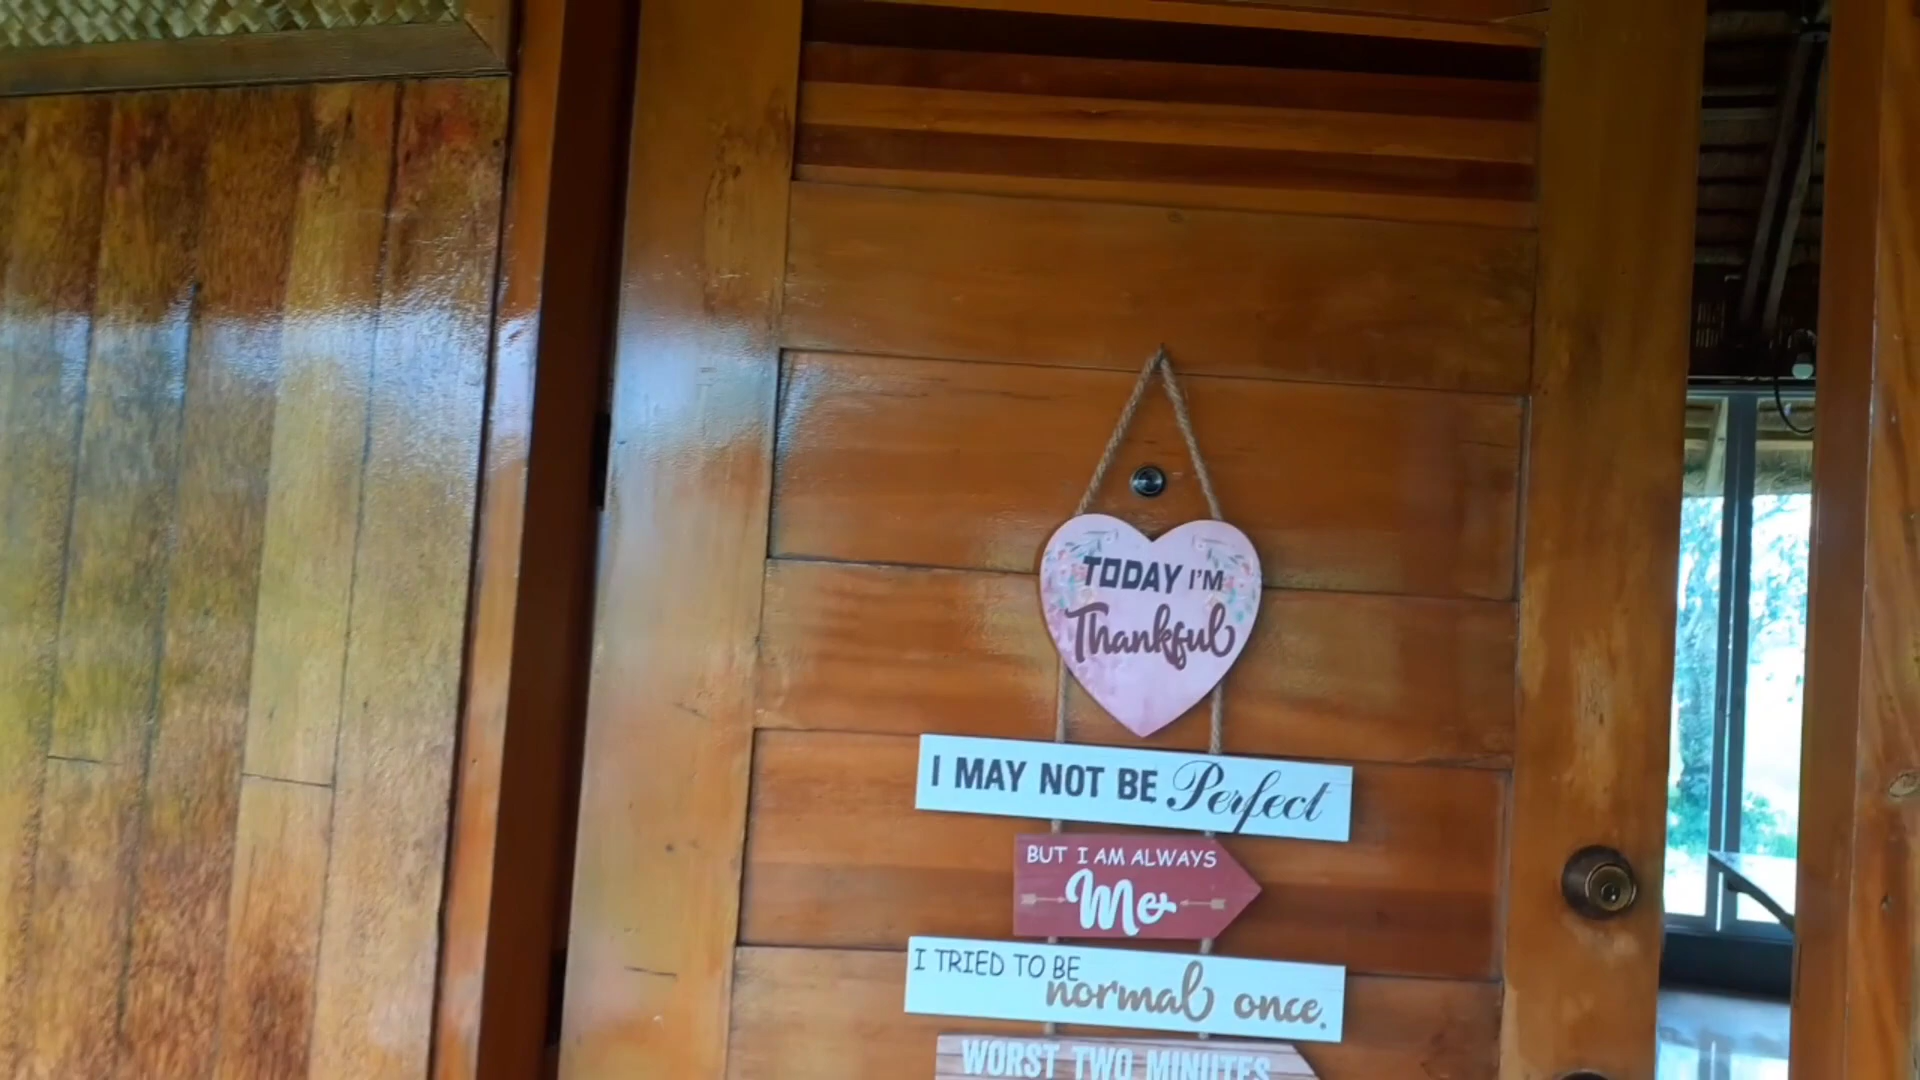 TODAY I'M
Thankful
I MAY NOT BE Perfect
BUT I AM ALWAYS
Me
I TRIED TO BE
normal once.
WORST TWO MINUTES